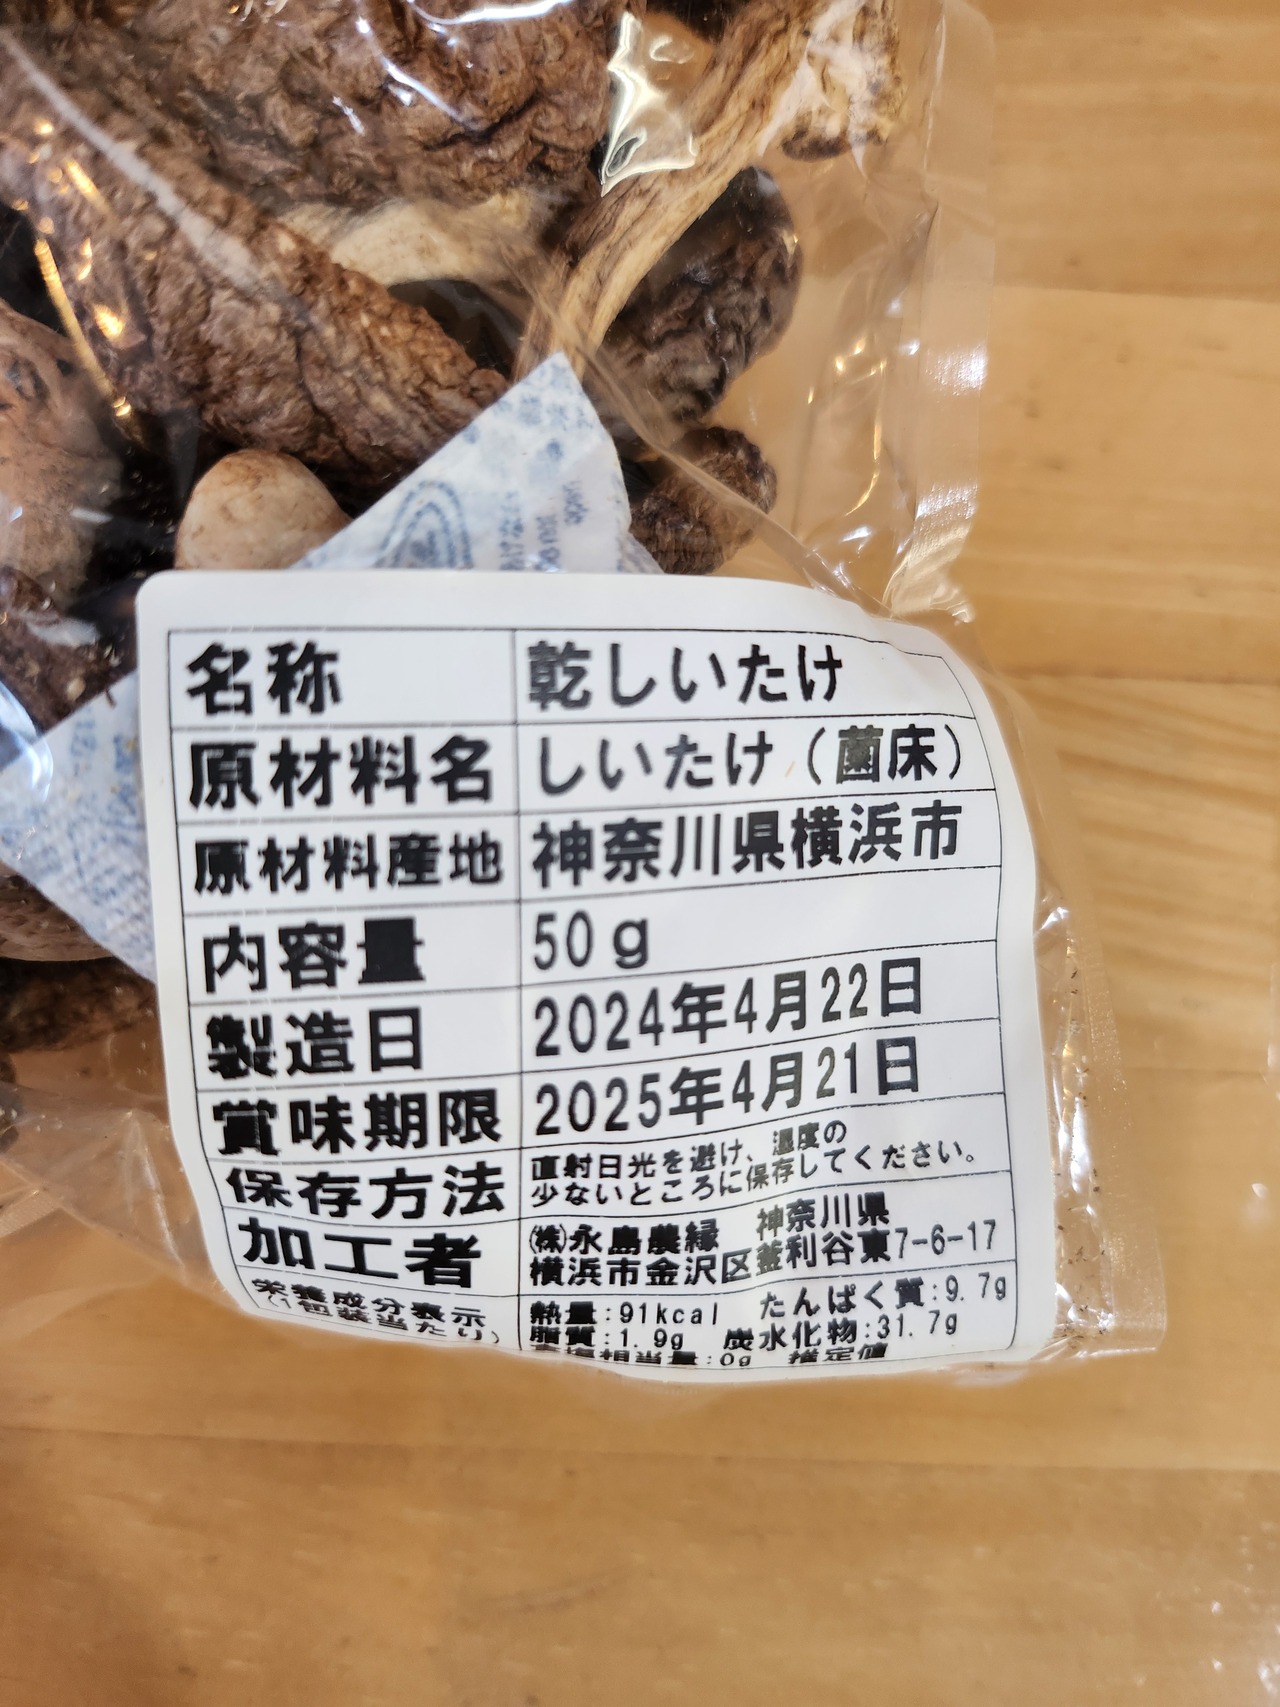 名称 乾しいたけ
原材料名 しいたけ（菌床）
原材料産地 神奈川県横浜市
内容量 50g
製造日 2024年4月22日
賞味期限 2025年4月21日
保存方法 直射日光を避け、湿度の
少ないところに保存してください。
加工者 ㈱永島農縁 神奈川県
横浜市金沢区釜利谷東7-6-17
栄養成分表示
（1包装当たり）
熱量:91kcal たんぱく質:9.7g
脂質:1.9g 炭水化物:31.7g
食塩相当量:0g 推定値